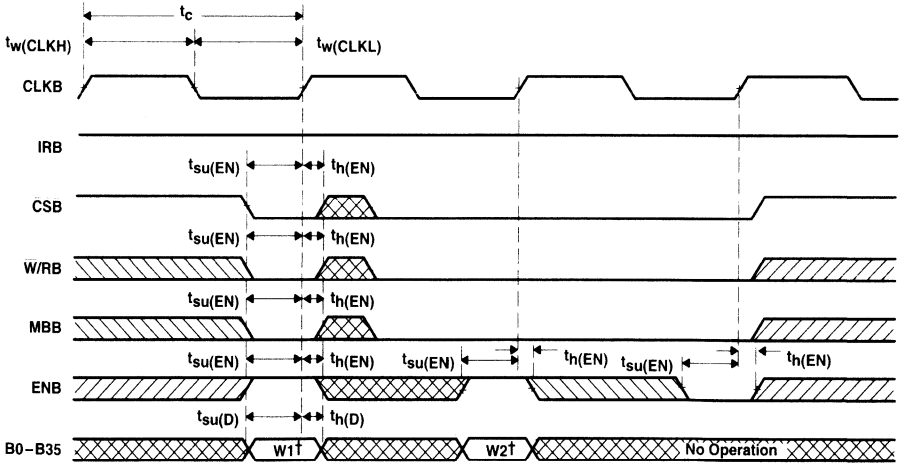 tc
tw(CLKH)
tw(CLKL)
CLKB
IRB
tsu(EN)
th(EN)
CSB
tsu(EN)
th(EN)
W/RB
tsu(EN)
th(EN)
MBB
tsu(EN)
th(EN)
tsu(EN)
th(EN)
tsu(EN)
th(EN)
ENB
tsu(D)
th(D)
B0–B35
W1†
W2†
No Operation